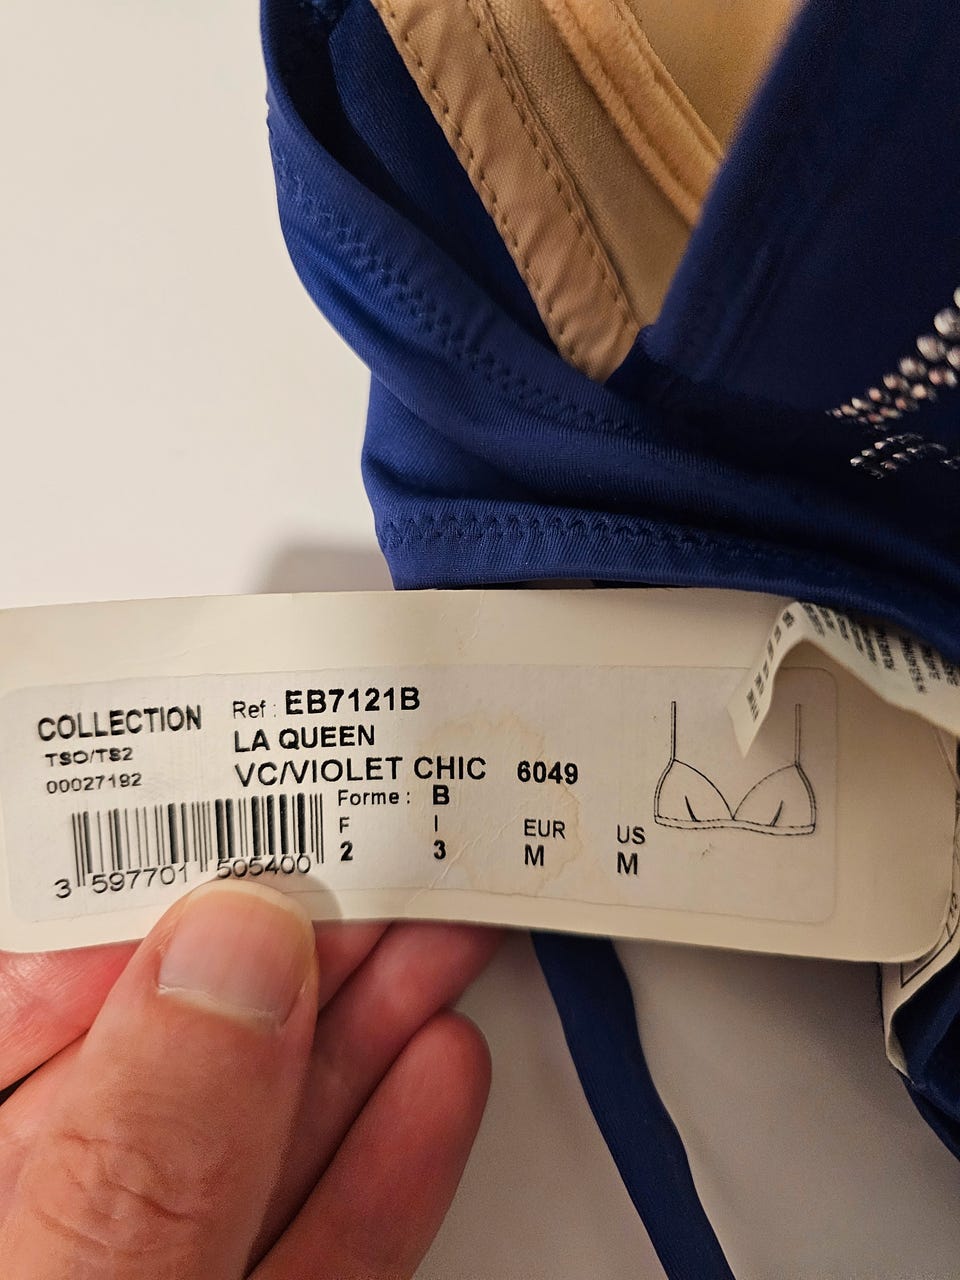 COLLECTION
TSO/TS2
00027192
Ref : EB7121B
LA QUEEN
VC/VIOLET CHIC 6049
Forme : B
F I EUR US
2 3 M M
3 597701 505400